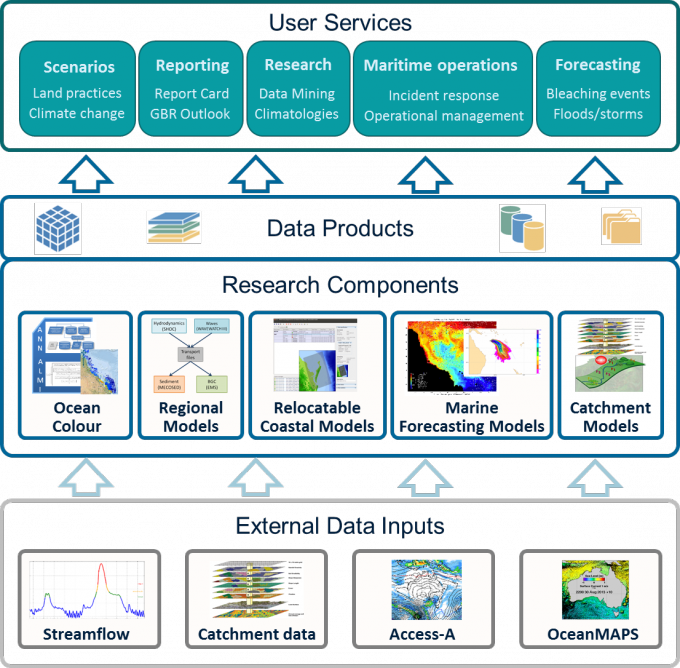 User Services
Scenarios
Land practices
Climate change
Reporting
Report Card
GBR Outlook
Research
Data Mining
Climatologies
Maritime operations
Incident response
Operational management
Forecasting
Bleaching events
Floods/storms
Data Products
Research Components
ANN ALMI
Ocean
Colour
Hydrodynamics
(SHOC)
Waves
(WAVEWATCH III)
Transport
Files
Sediment
(MECOSED)
BGC
(EMS)
Regional
Models
Relocatable
Coastal Models
Marine
Forecasting Models
Catchment
Models
External Data Inputs
Streamflow
Catchment data
Access-A
OceanMAPS